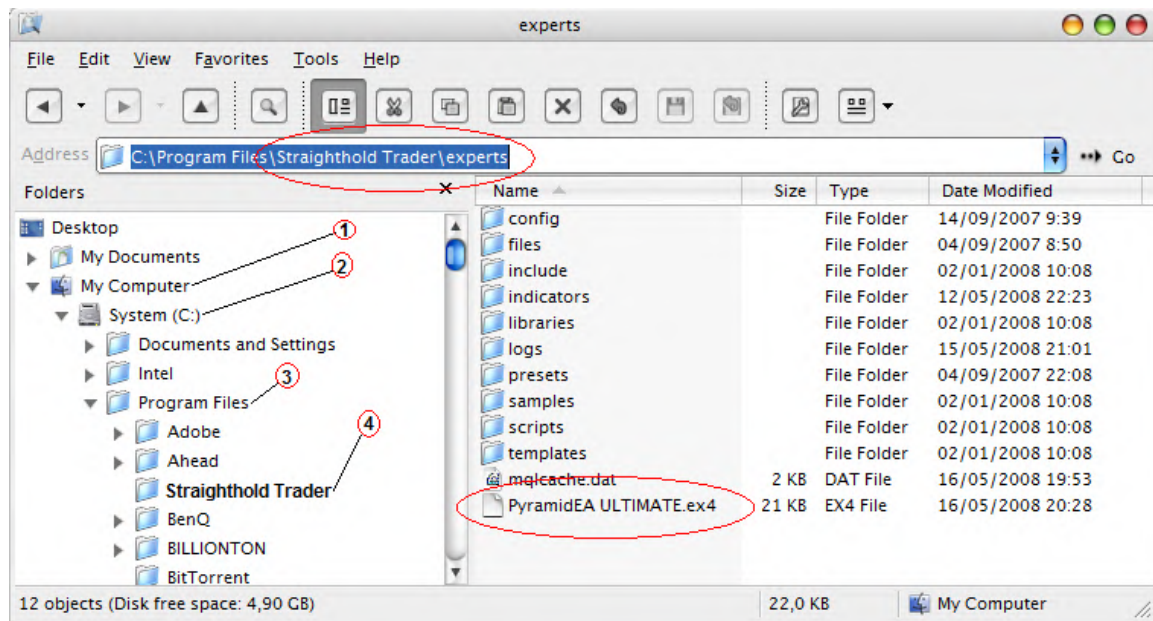 experts
File Edit View Favorites Tools Help
Address C:\Program Files\Straighthold Trader\experts Go
Folders
Name Size Type Date Modified
Desktop
1
My Documents
2
My Computer
System (C:)
Documents and Settings
Intel
3
Program Files
4
Adobe
Ahead
Straighthold Trader
BenQ
BILLIONTON
BitTorrent
config File Folder 14/09/2007 9:39
files File Folder 04/09/2007 8:50
include File Folder 02/01/2008 10:08
indicators File Folder 12/05/2008 22:23
libraries File Folder 02/01/2008 10:08
logs File Folder 15/05/2008 21:01
presets File Folder 04/09/2007 22:08
samples File Folder 02/01/2008 10:08
scripts File Folder 02/01/2008 10:08
templates File Folder 02/01/2008 10:08
mqlcache.dat 2 KB DAT File 16/05/2008 19:53
PyramidEA ULTIMATE.ex4 21 KB EX4 File 16/05/2008 20:28
12 objects (Disk free space: 4,90 GB) 22,0 KB My Computer